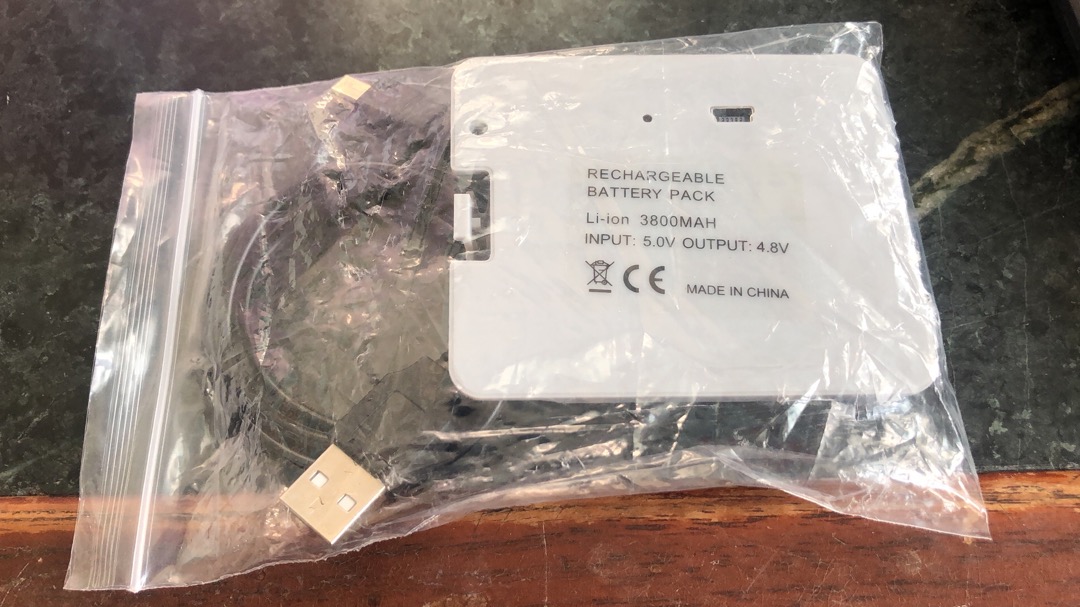 RECHARGEABLE
BATTERY PACK
Li-ion 3800MAH
INPUT: 5.0V OUTPUT: 4.8V
CE
MADE IN CHINA